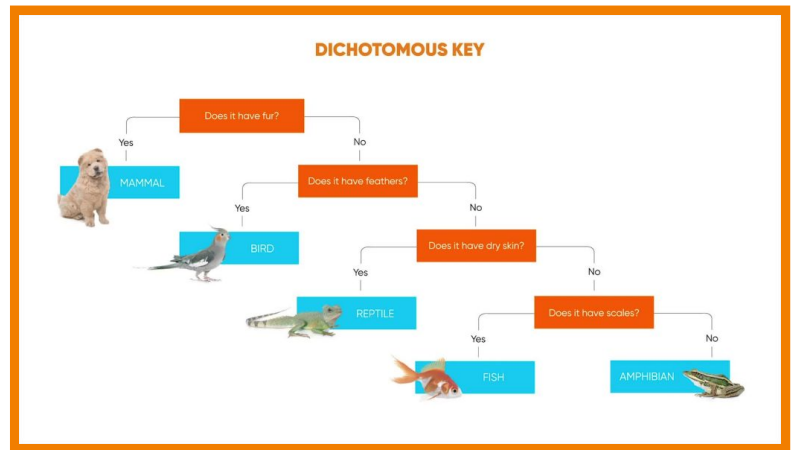 DICHOTOMOUS KEY
Does it have fur?
Yes
No
MAMMAL
Does it have feathers?
Yes
No
BIRD
Does it have dry skin?
Yes
No
REPTILE
Does it have scales?
Yes
No
FISH
AMPHIBIAN